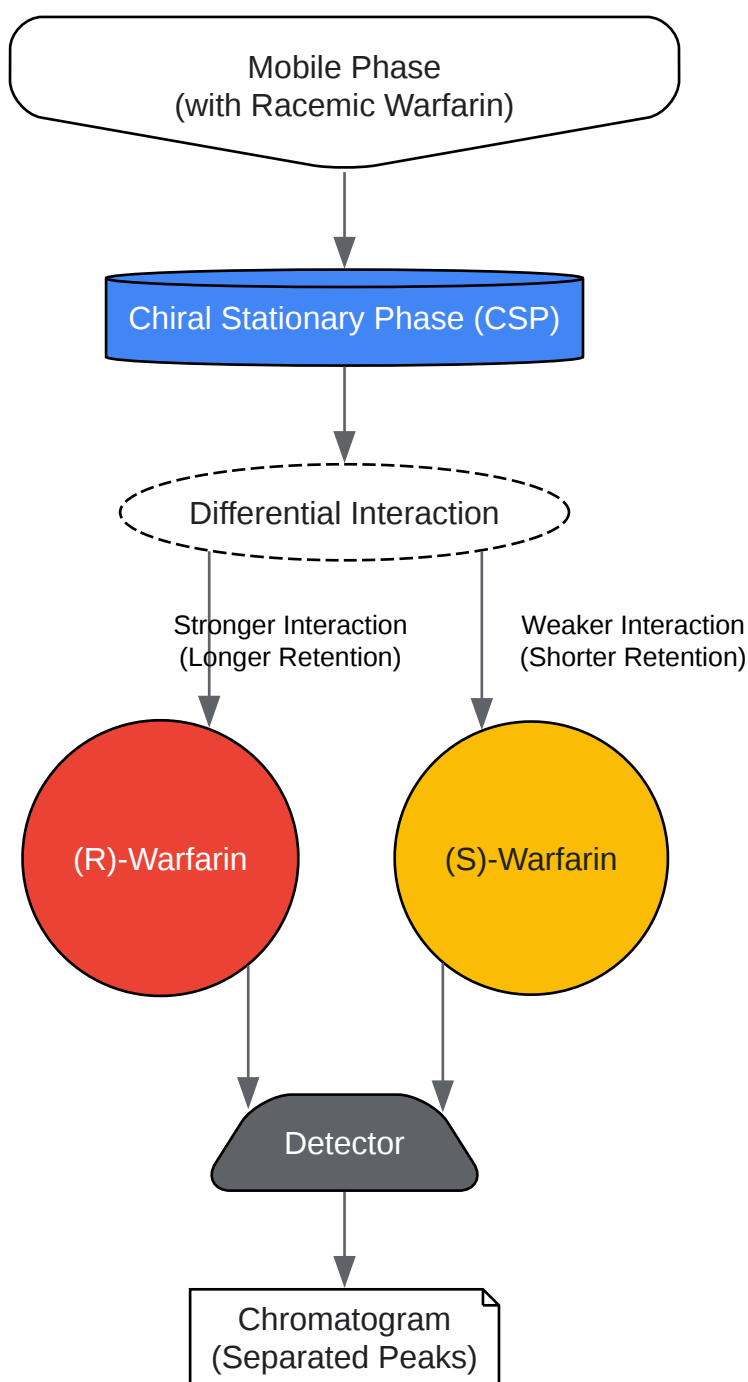 Mobile Phase
(with Racemic Warfarin)
Chiral Stationary Phase (CSP)
Differential Interaction
Stronger Interaction
(Longer Retention)
Weaker Interaction
(Shorter Retention)
(R)-Warfarin
(S)-Warfarin
Detector
Chromatogram
(Separated Peaks)